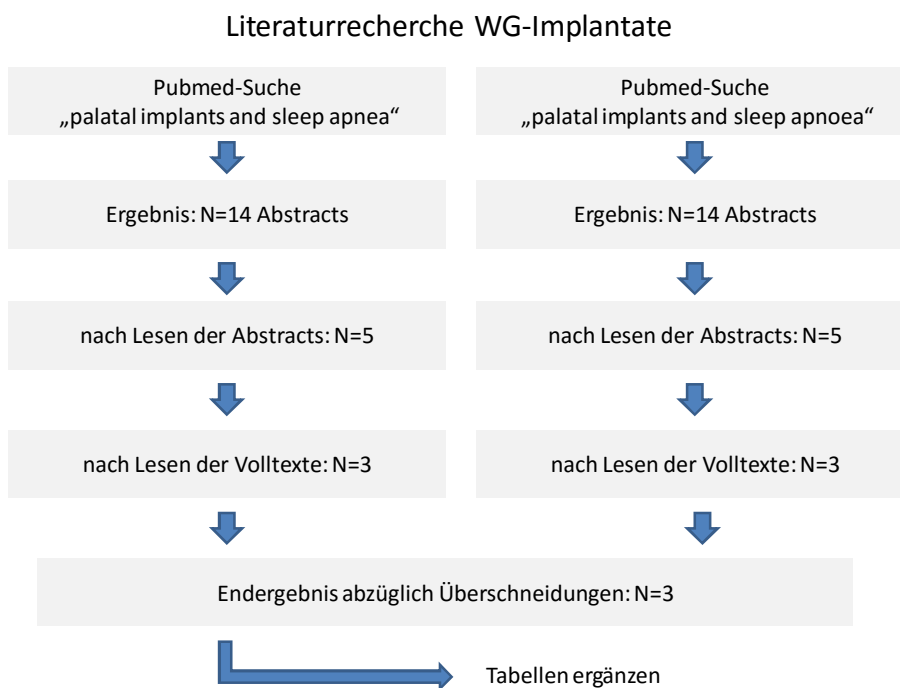 Literaturrecherche WG-Implantate
Pubmed-Suche
„palatal implants and sleep apnea“
Ergebnis: N=14 Abstracts
nach Lesen der Abstracts: N=5
nach Lesen der Volltexte: N=3
Pubmed-Suche
„palatal implants and sleep apnoea“
Ergebnis: N=14 Abstracts
nach Lesen der Abstracts: N=5
nach Lesen der Volltexte: N=3
Endergebnis abzüglich Überschneidungen: N=3
Tabellen ergänzen